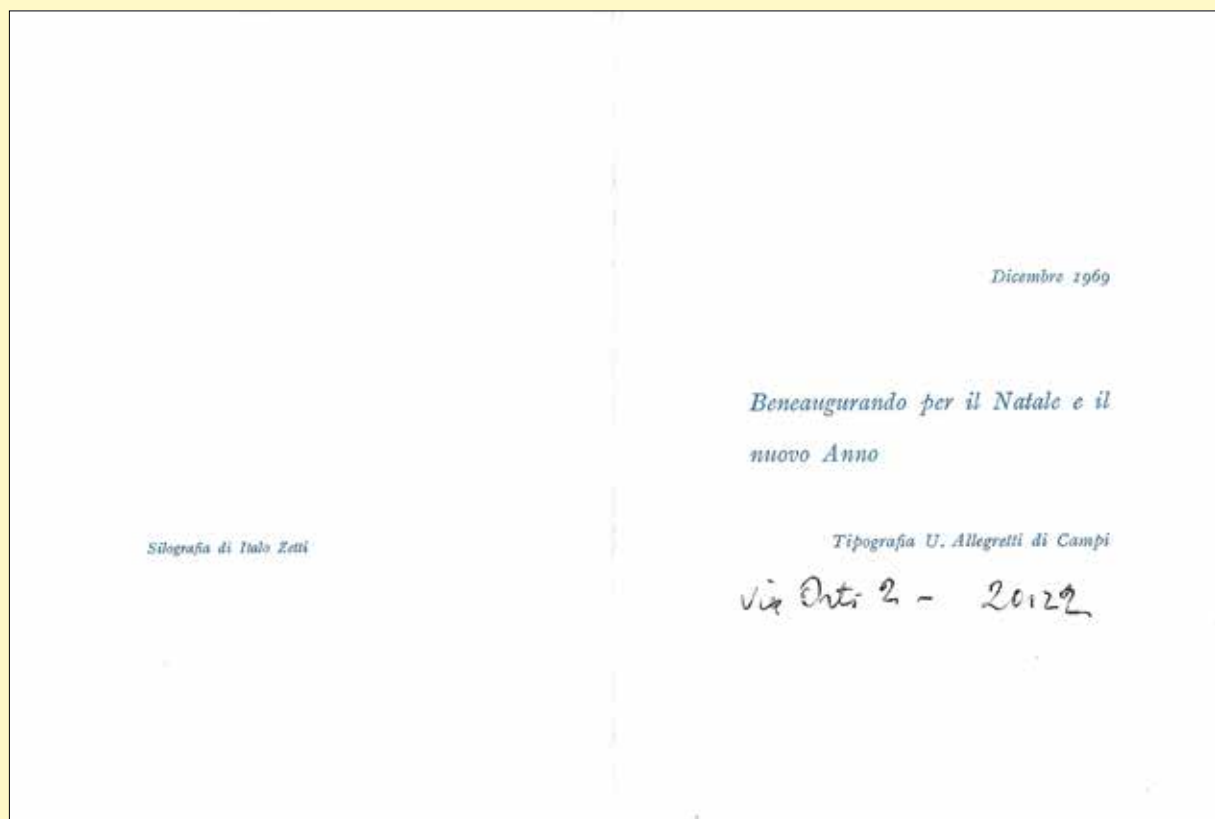 Silografia di Italo Zetti
Dicembre 1969
Beneaugurando per il Natale e il
nuovo Anno
Tipografia U. Allegretti di Campi
Via Orti 2 - 20122